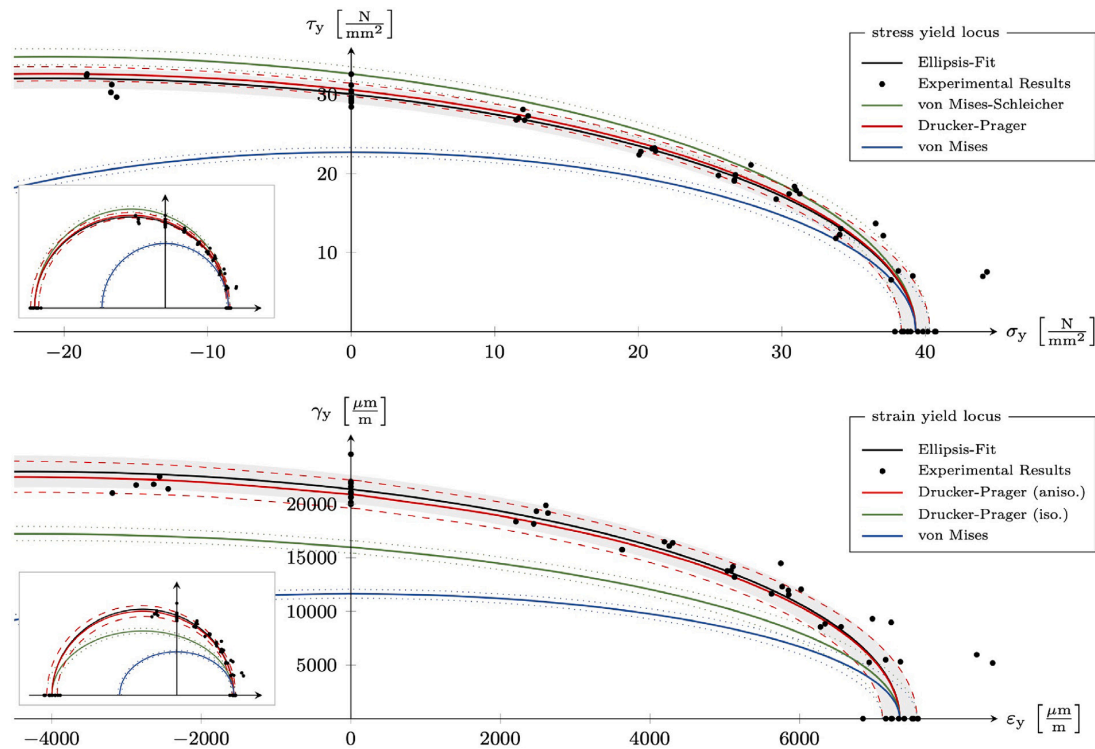 τy [N/mm²]
stress yield locus
Ellipsis-Fit
Experimental Results
von Mises-Schleicher
Drucker-Prager
von Mises
30
20
10
−20 −10 0 10 20 30 40
σy [N/mm²]
γy [μm/m]
strain yield locus
Ellipsis-Fit
Experimental Results
Drucker-Prager (aniso.)
Drucker-Prager (iso.)
von Mises
20000
15000
10000
5000
−4000 −2000 0 2000 4000 6000
εy [μm/m]